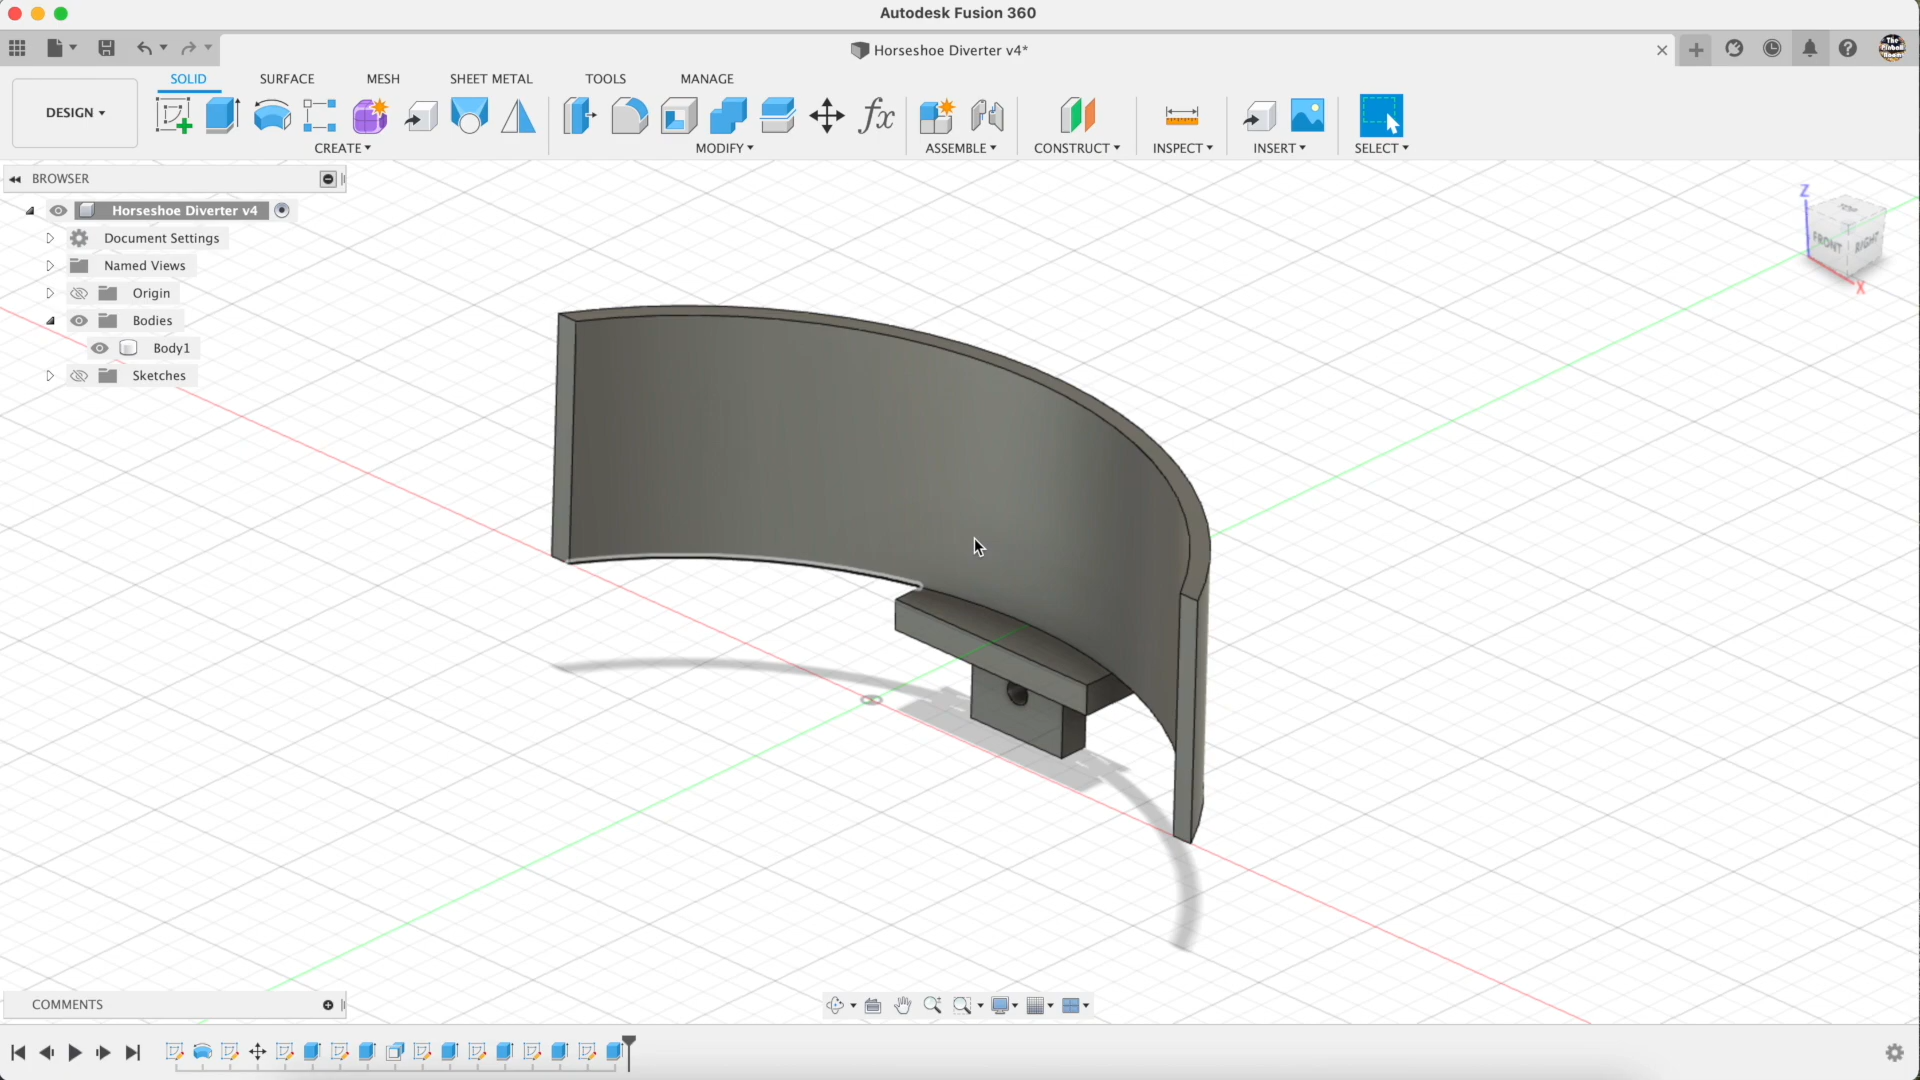 Autodesk Fusion 360
Horseshoe Diverter v4*
SOLID SURFACE MESH SHEET METAL TOOLS MANAGE
DESIGN
CREATE MODIFY ASSEMBLE CONSTRUCT INSPECT INSERT SELECT
BROWSER
Horseshoe Diverter v4
Document Settings
Named Views
Origin
Bodies
Body1
Sketches
Z
TOP
FRONT RIGHT
X
COMMENTS